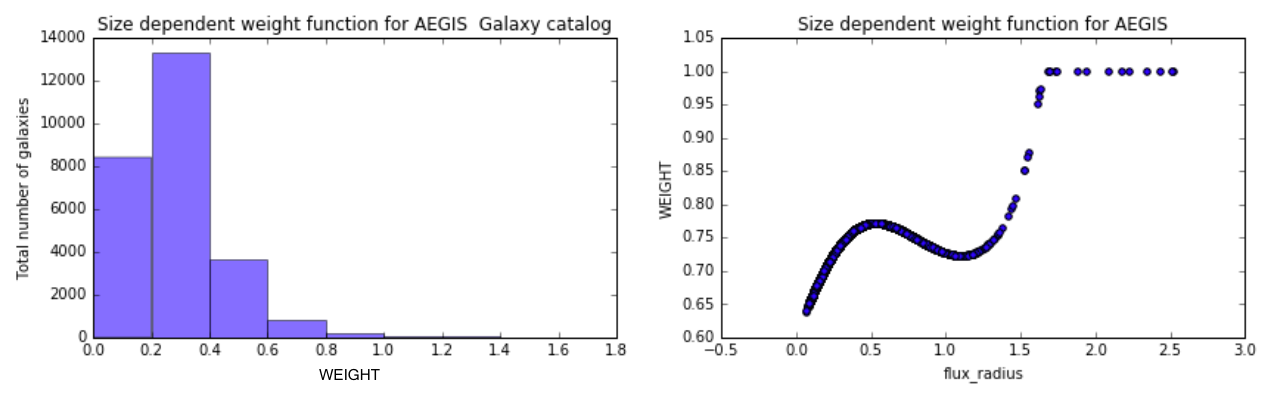 Size dependent weight function for AEGIS  Galaxy catalog
14000
12000
10000
8000
6000
4000
2000
0
Total number of galaxies
0.0 0.2 0.4 0.6 0.8 1.0 1.2 1.4 1.6 1.8
WEIGHT
Size dependent weight function for AEGIS
1.05
1.00
0.95
0.90
0.85
0.80
0.75
0.70
0.65
0.60
WEIGHT
−0.5 0.0 0.5 1.0 1.5 2.0 2.5 3.0
flux_radius